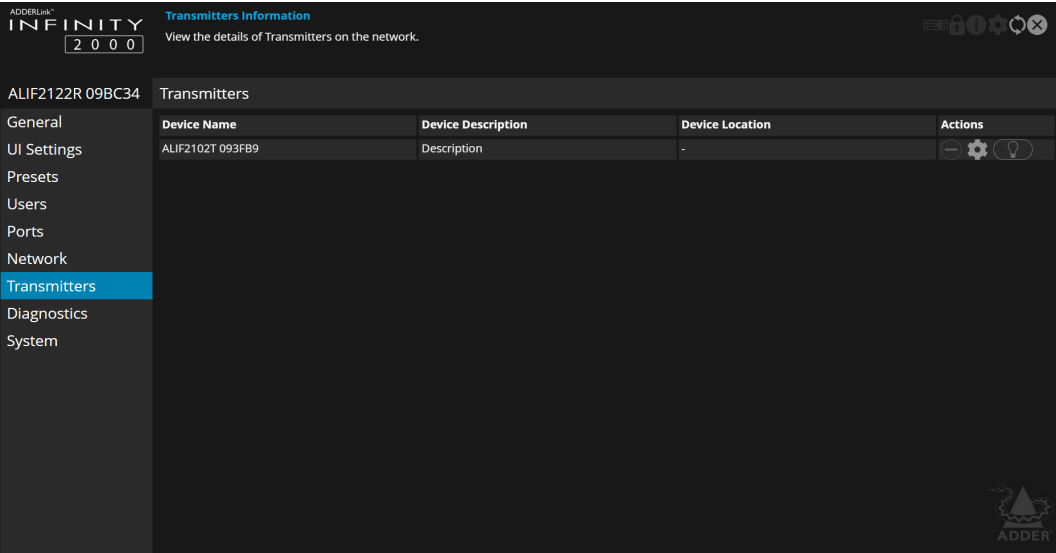 ADDERLink™
INFINITY
2000
Transmitters Information
View the details of Transmitters on the network.
ALIF2122R 09BC34
Transmitters
General
UI Settings
Presets
Users
Ports
Network
Transmitters
Diagnostics
System
Device Name Device Description Device Location Actions
ALIF2102T 093FB9 Description -
ADDER